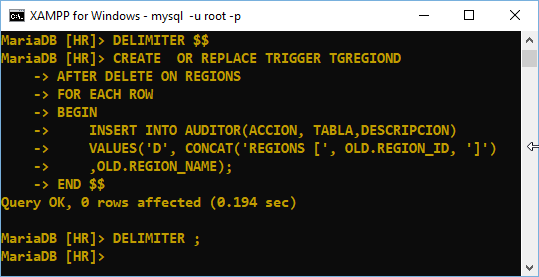 XAMPP for Windows - mysql -u root -p
MariaDB [HR]> DELIMITER $$
MariaDB [HR]> CREATE  OR REPLACE TRIGGER TGREGIOND
    -> AFTER DELETE ON REGIONS
    -> FOR EACH ROW
    -> BEGIN
    ->     INSERT INTO AUDITOR(ACCION, TABLA,DESCRIPCION)
    ->     VALUES('D', CONCAT('REGIONS [', OLD.REGION_ID, ']')
    ->     ,OLD.REGION_NAME);
    -> END $$
Query OK, 0 rows affected (0.194 sec)
MariaDB [HR]> DELIMITER ;
MariaDB [HR]>